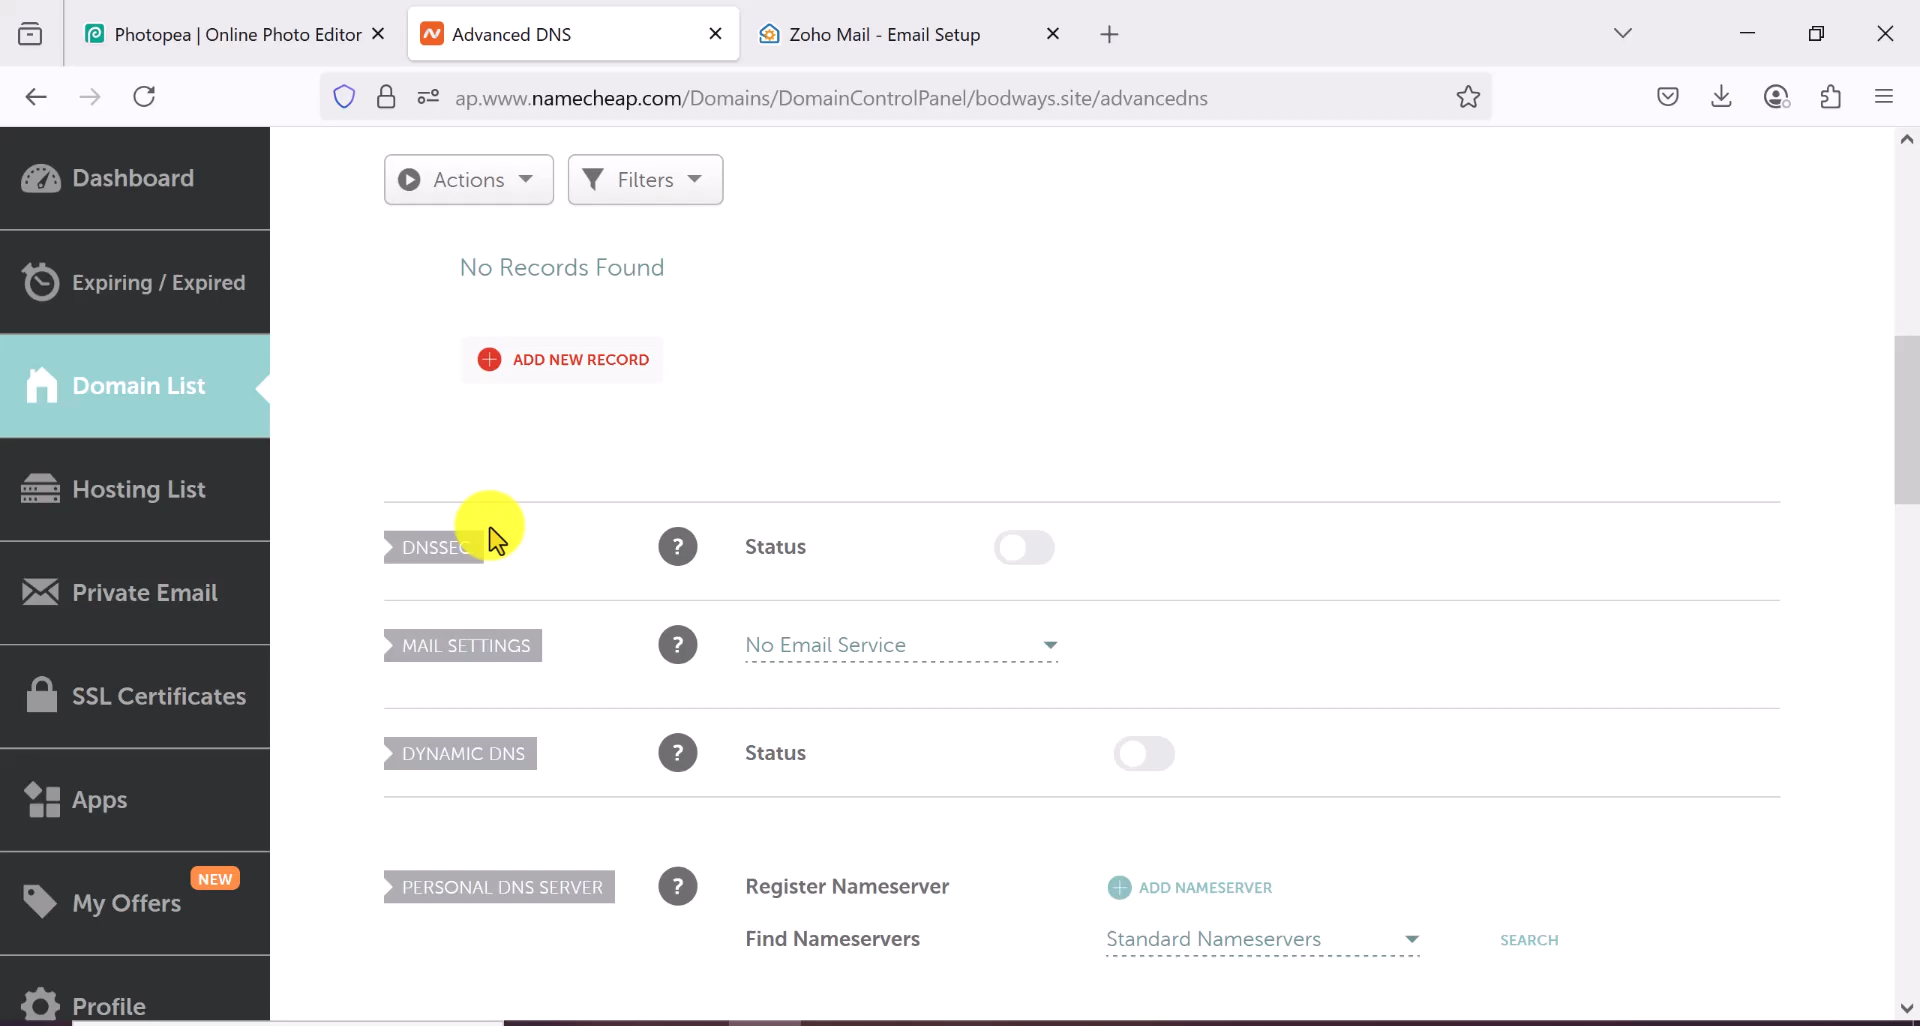 Photopea | Online Photo Editor
Advanced DNS
Zoho Mail - Email Setup
ap.www.namecheap.com/Domains/DomainControlPanel/bodways.site/advancedns
Dashboard
Expiring / Expired
Domain List
Hosting List
Private Email
SSL Certificates
Apps
NEW
My Offers
Profile
Actions
Filters
No Records Found
ADD NEW RECORD
DNSSEC
?
Status
MAIL SETTINGS
?
No Email Service
DYNAMIC DNS
?
Status
PERSONAL DNS SERVER
?
Register Nameserver
ADD NAMESERVER
Find Nameservers
Standard Nameservers
SEARCH